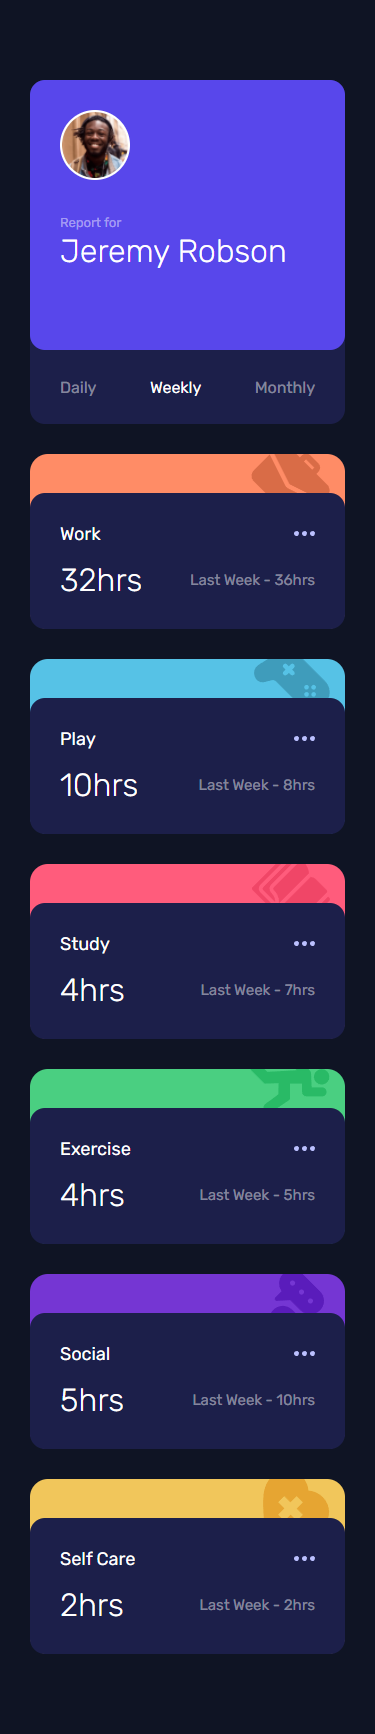 Report for
Jeremy Robson
Daily Weekly Monthly
Work
32hrs Last Week - 36hrs
Play
10hrs Last Week - 8hrs
Study
4hrs Last Week - 7hrs
Exercise
4hrs Last Week - 5hrs
Social
5hrs Last Week - 10hrs
Self Care
2hrs Last Week - 2hrs